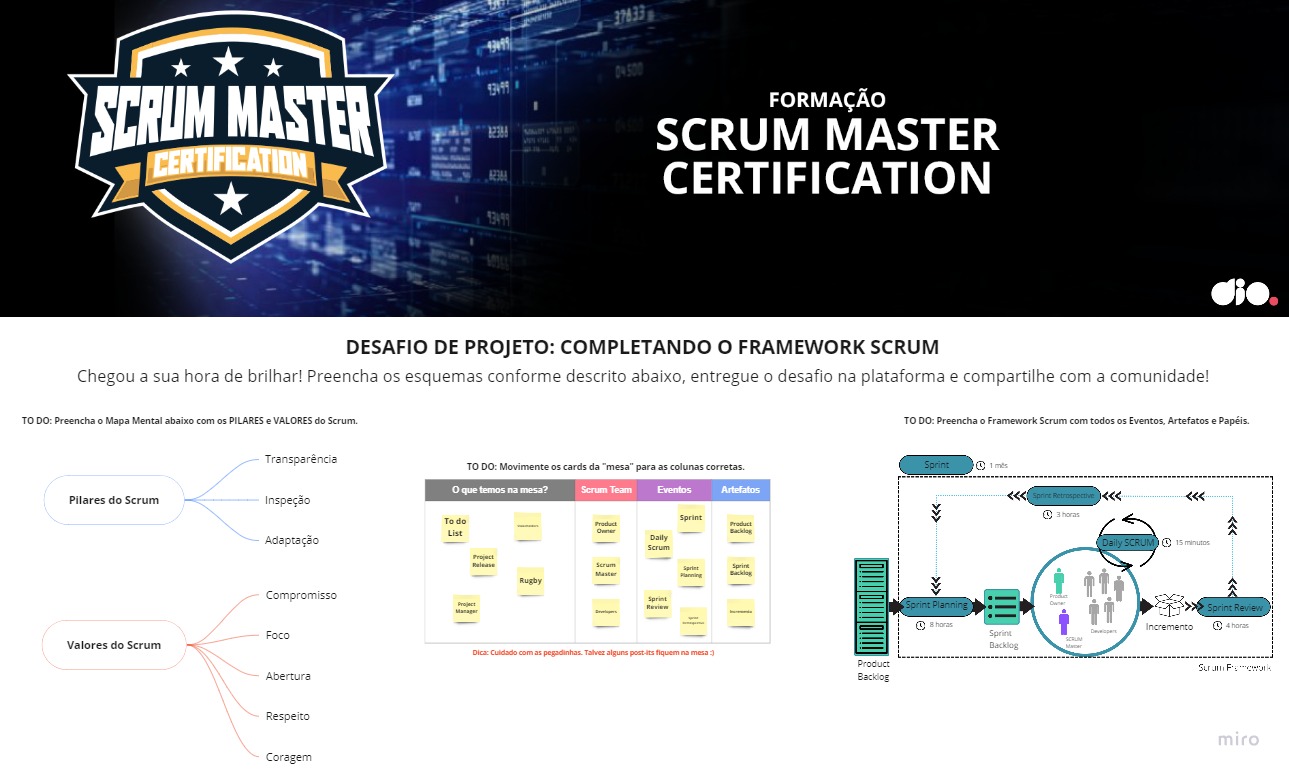 SCRUM MASTER
CERTIFICATION
FORMAÇÃO
SCRUM MASTER
CERTIFICATION
dio.
DESAFIO DE PROJETO: COMPLETANDO O FRAMEWORK SCRUM
Chegou a sua hora de brilhar! Preencha os esquemas conforme descrito abaixo, entregue o desafio na plataforma e compartilhe com a comunidade!
TO DO: Preencha o Mapa Mental abaixo com os PILARES e VALORES do Scrum.
Pilares do Scrum
Transparência
Inspeção
Adaptação
Valores do Scrum
Compromisso
Foco
Abertura
Respeito
Coragem
TO DO: Movimente os cards da "mesa" para as colunas corretas.
O que temos na mesa?
Scrum Team
Eventos
Artefatos
To do
List
Project
Release
Rugby
Project
Manager
Product
Owner
Scrum
Master
Developers
Sprint
Daily
Scrum
Sprint
Planning
Sprint
Review
Sprint
Retrospective
Product
Backlog
Sprint
Backlog
Incremento
Dica: Cuidado com as pegadinhas. Talvez alguns post-its fiquem na mesa :)
TO DO: Preencha o Framework Scrum com todos os Eventos, Artefatos e Papéis.
Sprint
1 mês
Sprint Retrospective
3 horas
Daily SCRUM
15 minutos
Product
Owner
Developers
SCRUM
Master
Sprint Planning
8 horas
Sprint
Backlog
Incremento
Sprint Review
4 horas
Product
Backlog
Scrum Framework
miro